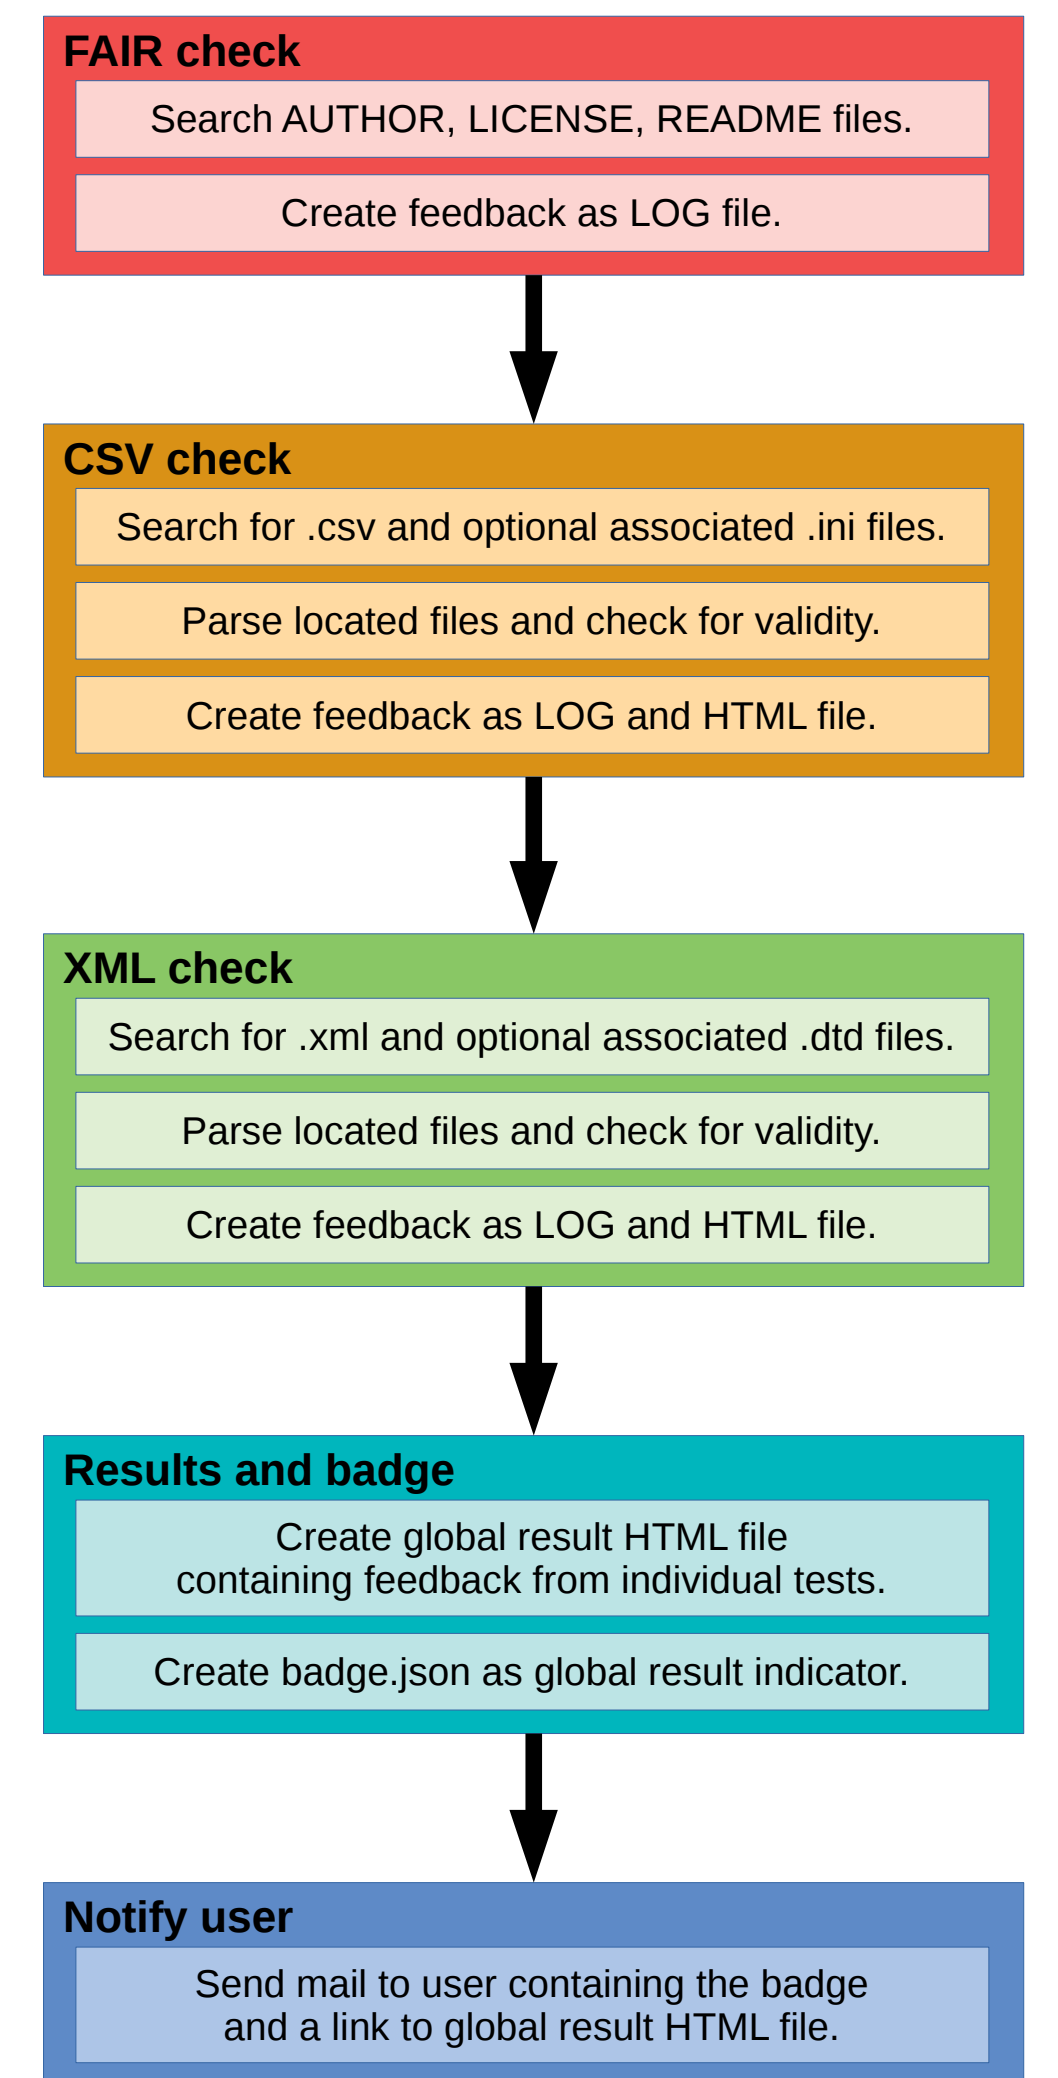 FAIR check
Search AUTHOR, LICENSE, README files.
Create feedback as LOG file.
CSV check
Search for .csv and optional associated .ini files.
Parse located files and check for validity.
Create feedback as LOG and HTML file.
XML check
Search for .xml and optional associated .dtd files.
Parse located files and check for validity.
Create feedback as LOG and HTML file.
Results and badge
Create global result HTML file
containing feedback from individual tests.
Create badge.json as global result indicator.
Notify user
Send mail to user containing the badge
and a link to global result HTML file.